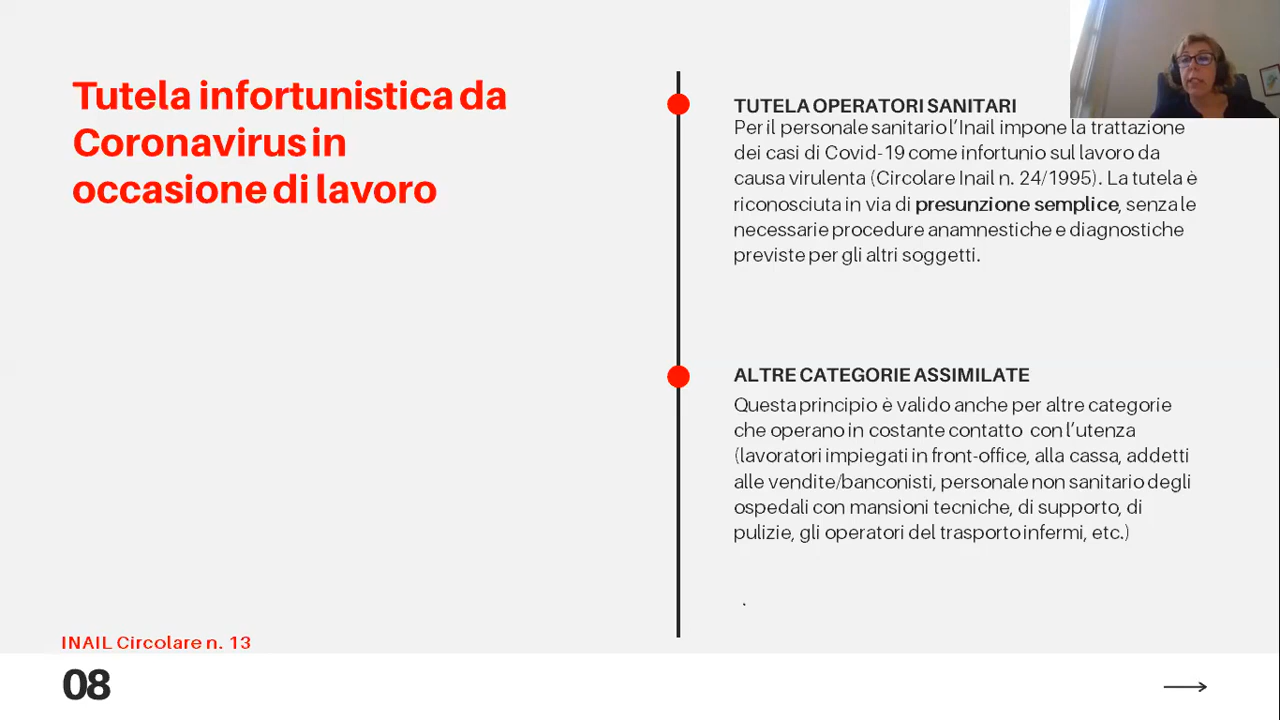 Tutela infortunistica da
Coronavirus in
occasione di lavoro
TUTELA OPERATORI SANITARI
Per il personale sanitario l’Inail impone la trattazione
dei casi di Covid-19 come infortunio sul lavoro da
causa virulenta (Circolare Inail n. 24/1995). La tutela è
riconosciuta in via di presunzione semplice, senza le
necessarie procedure anamnestiche e diagnostiche
previste per gli altri soggetti.
ALTRE CATEGORIE ASSIMILATE
Questa principio è valido anche per altre categorie
che operano in costante contatto con l’utenza
(lavoratori impiegati in front-office, alla cassa, addetti
alle vendite/banconisti, personale non sanitario degli
ospedali con mansioni tecniche, di supporto, di
pulizie, gli operatori del trasporto infermi, etc.)
.
INAIL Circolare n. 13
08